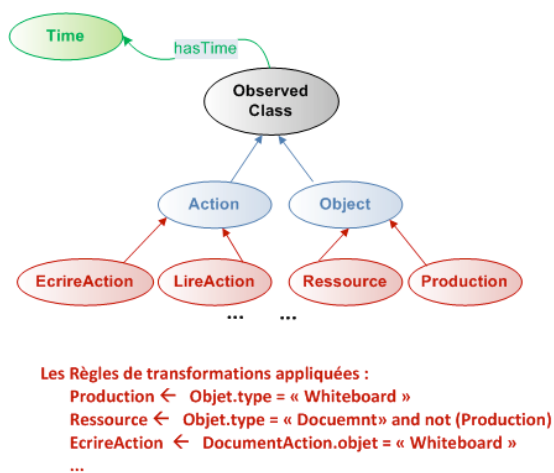 Time
hasTime
Observed
Class
Action
Object
EcrireAction
LireAction
Ressource
Production
... ...
Les Règles de transformations appliquées :
Production ← Objet.type = « Whiteboard »
Ressource ← Objet.type = « Docuemnt» and not (Production)
EcrireAction ← DocumentAction.objet = « Whiteboard »
...